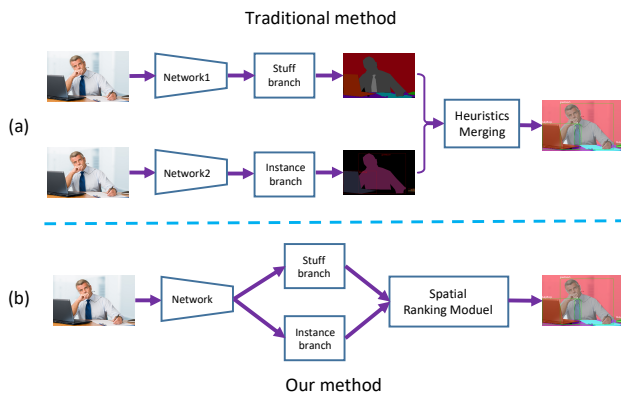 Traditional method
(a)
Network1
Stuff
branch
Heuristics
Merging
Network2
Instance
branch
(b)
Network
Stuff
branch
Instance
branch
Spatial
Ranking Moduel
Our method